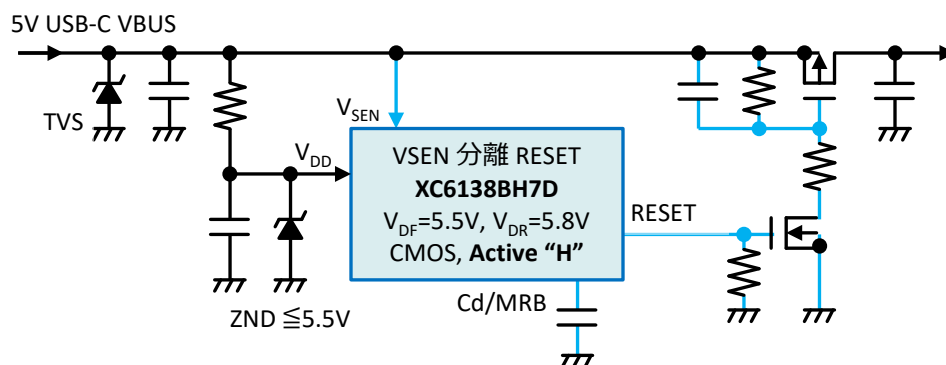 5V USB-C VBUS
TVS
VSEN
VDD
VSEN 分離 RESET
XC6138BH7D
VDF=5.5V, VDR=5.8V
CMOS, Active “H”
RESET
Cd/MRB
ZND ≦5.5V